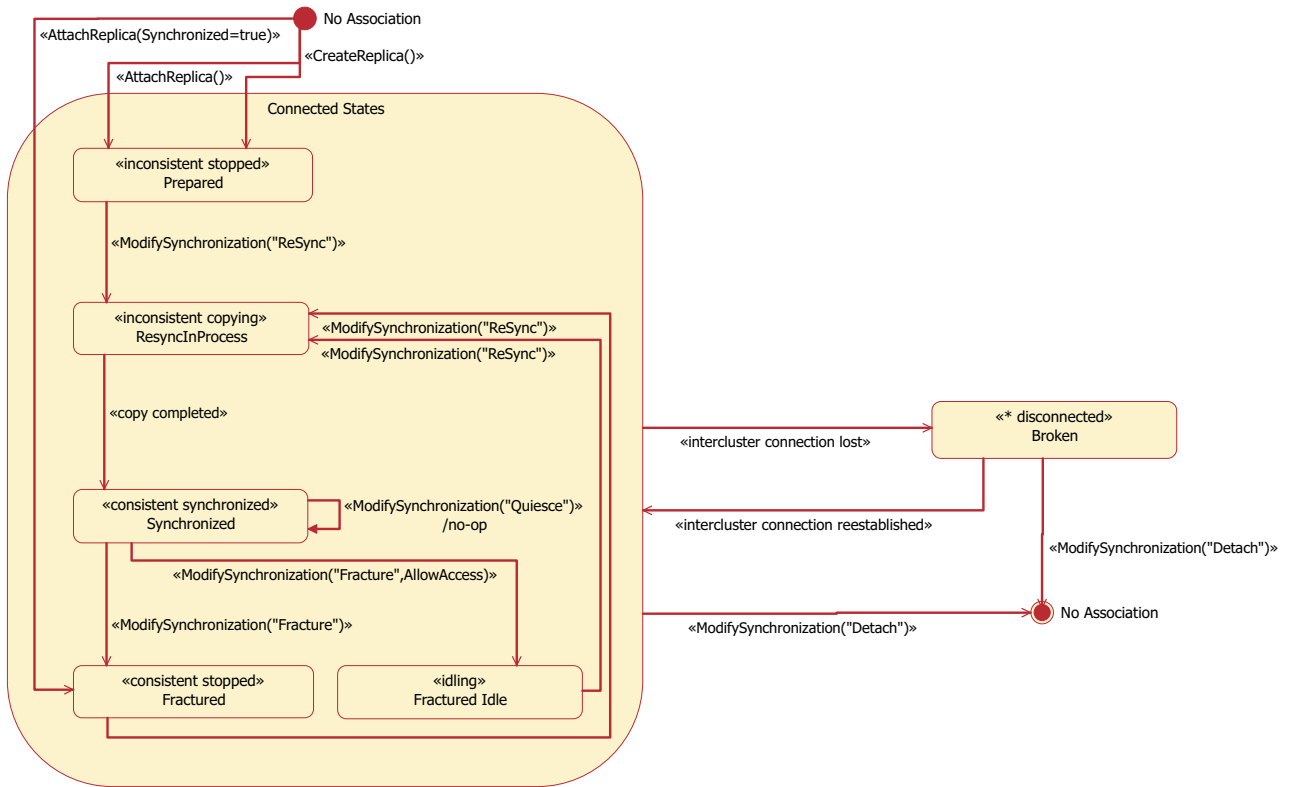 No Association
«AttachReplica(Synchronized=true)»
«CreateReplica()»
«AttachReplica()»
Connected States
«inconsistent stopped»
Prepared
«ModifySynchronization("ReSync")»
«inconsistent copying»
ResyncInProcess
«ModifySynchronization("ReSync")»
«ModifySynchronization("ReSync")»
«copy completed»
«* disconnected»
Broken
«intercluster connection lost»
«consistent synchronized»
Synchronized
«ModifySynchronization("Quiesce")»
/no-op
«intercluster connection reestablished»
«ModifySynchronization("Detach")»
«ModifySynchronization("Fracture",AllowAccess)»
No Association
«ModifySynchronization("Fracture")»
«ModifySynchronization("Detach")»
«consistent stopped»
Fractured
«idling»
Fractured Idle